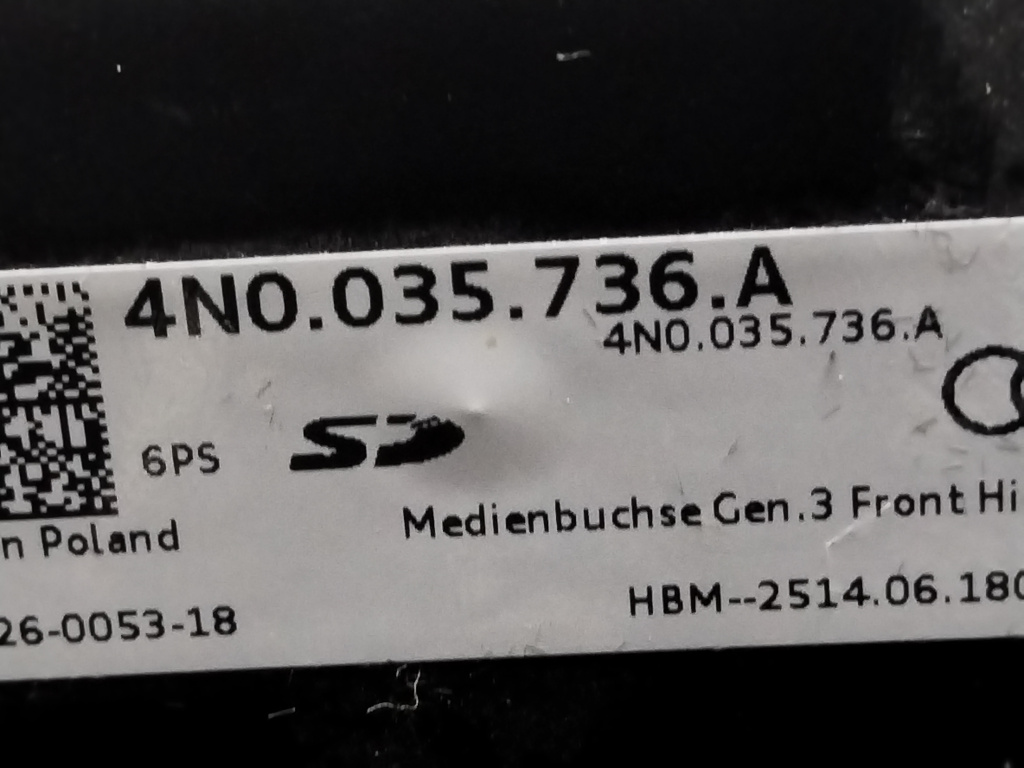 4N0.035.736.A
4N0.035.736.A
6PS
SD
Medienbuchse Gen.3 Front Hi
n Poland
HBM--2514.06.180
26-0053-18